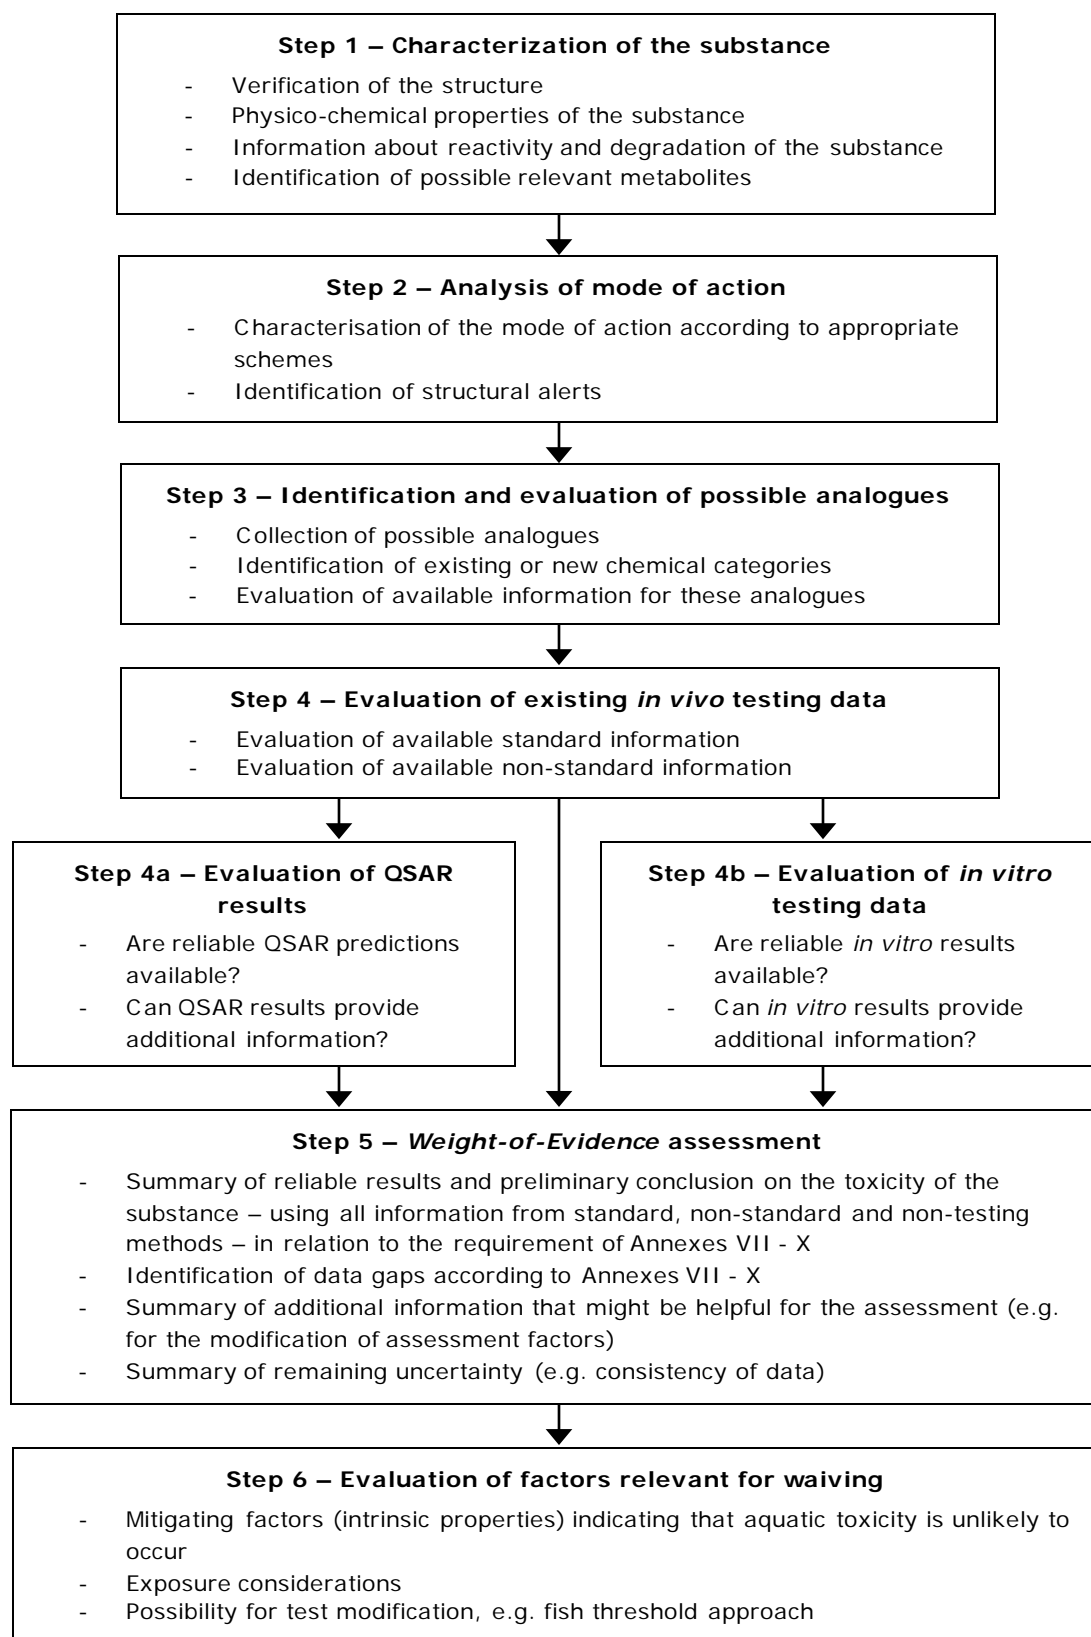 Step 1 – Characterization of the substance
- Verification of the structure
- Physico-chemical properties of the substance
- Information about reactivity and degradation of the substance
- Identification of possible relevant metabolites
Step 2 – Analysis of mode of action
- Characterisation of the mode of action according to appropriate
schemes
- Identification of structural alerts
Step 3 – Identification and evaluation of possible analogues
- Collection of possible analogues
- Identification of existing or new chemical categories
- Evaluation of available information for these analogues
Step 4 – Evaluation of existing in vivo testing data
- Evaluation of available standard information
- Evaluation of available non-standard information
Step 4a – Evaluation of QSAR
results
- Are reliable QSAR predictions
available?
- Can QSAR results provide
additional information?
Step 4b – Evaluation of in vitro
testing data
- Are reliable in vitro results
available?
- Can in vitro results provide
additional information?
Step 5 – Weight-of-Evidence assessment
- Summary of reliable results and preliminary conclusion on the toxicity of the
substance – using all information from standard, non-standard and non-testing
methods – in relation to the requirement of Annexes VII - X
- Identification of data gaps according to Annexes VII - X
- Summary of additional information that might be helpful for the assessment (e.g.
for the modification of assessment factors)
- Summary of remaining uncertainty (e.g. consistency of data)
Step 6 – Evaluation of factors relevant for waiving
- Mitigating factors (intrinsic properties) indicating that aquatic toxicity is unlikely to
occur
- Exposure considerations
- Possibility for test modification, e.g. fish threshold approach